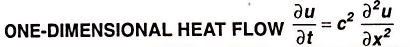 ONE-DIMENSIONAL HEAT FLOW ∂u/∂t = c² ∂²u/∂x²